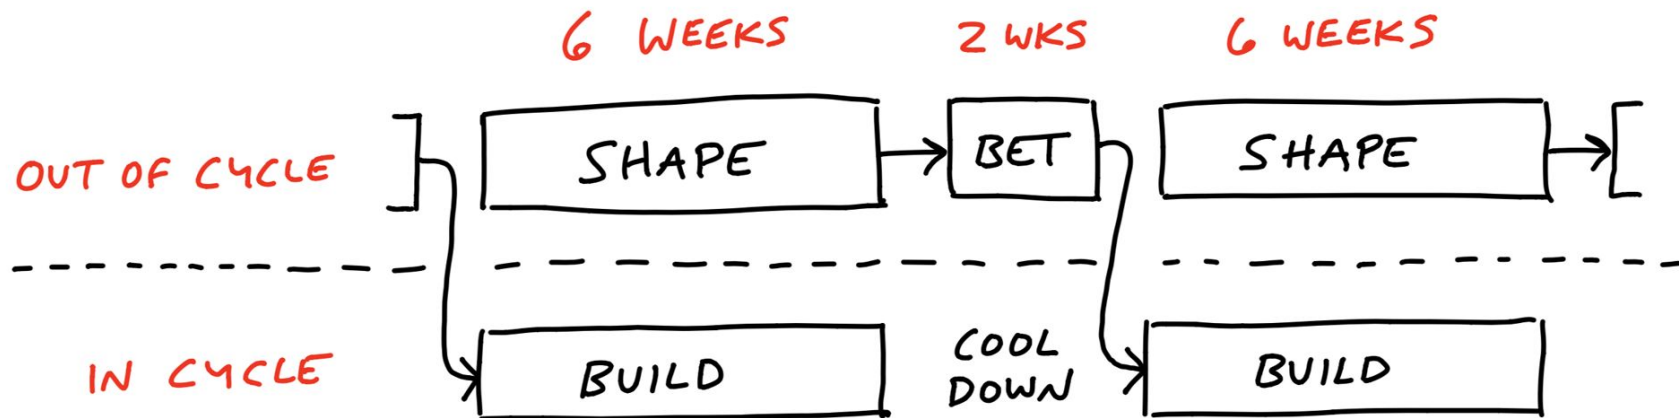 6 WEEKS 2 WKS 6 WEEKS
OUT OF CYCLE SHAPE BET SHAPE
IN CYCLE BUILD COOL BUILD
DOWN